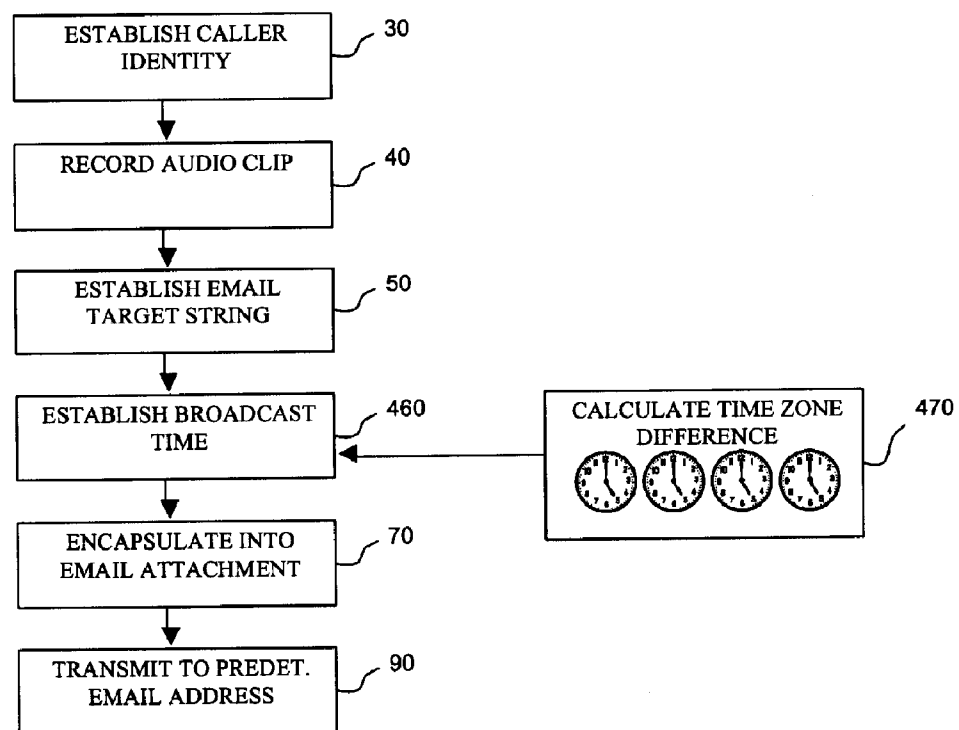 ESTABLISH CALLER
IDENTITY
30
RECORD AUDIO CLIP
40
ESTABLISH EMAIL
TARGET STRING
50
ESTABLISH BROADCAST
TIME
460
CALCULATE TIME ZONE
DIFFERENCE
470
ENCAPSULATE INTO
EMAIL ATTACHMENT
70
TRANSMIT TO PREDET.
EMAIL ADDRESS
90